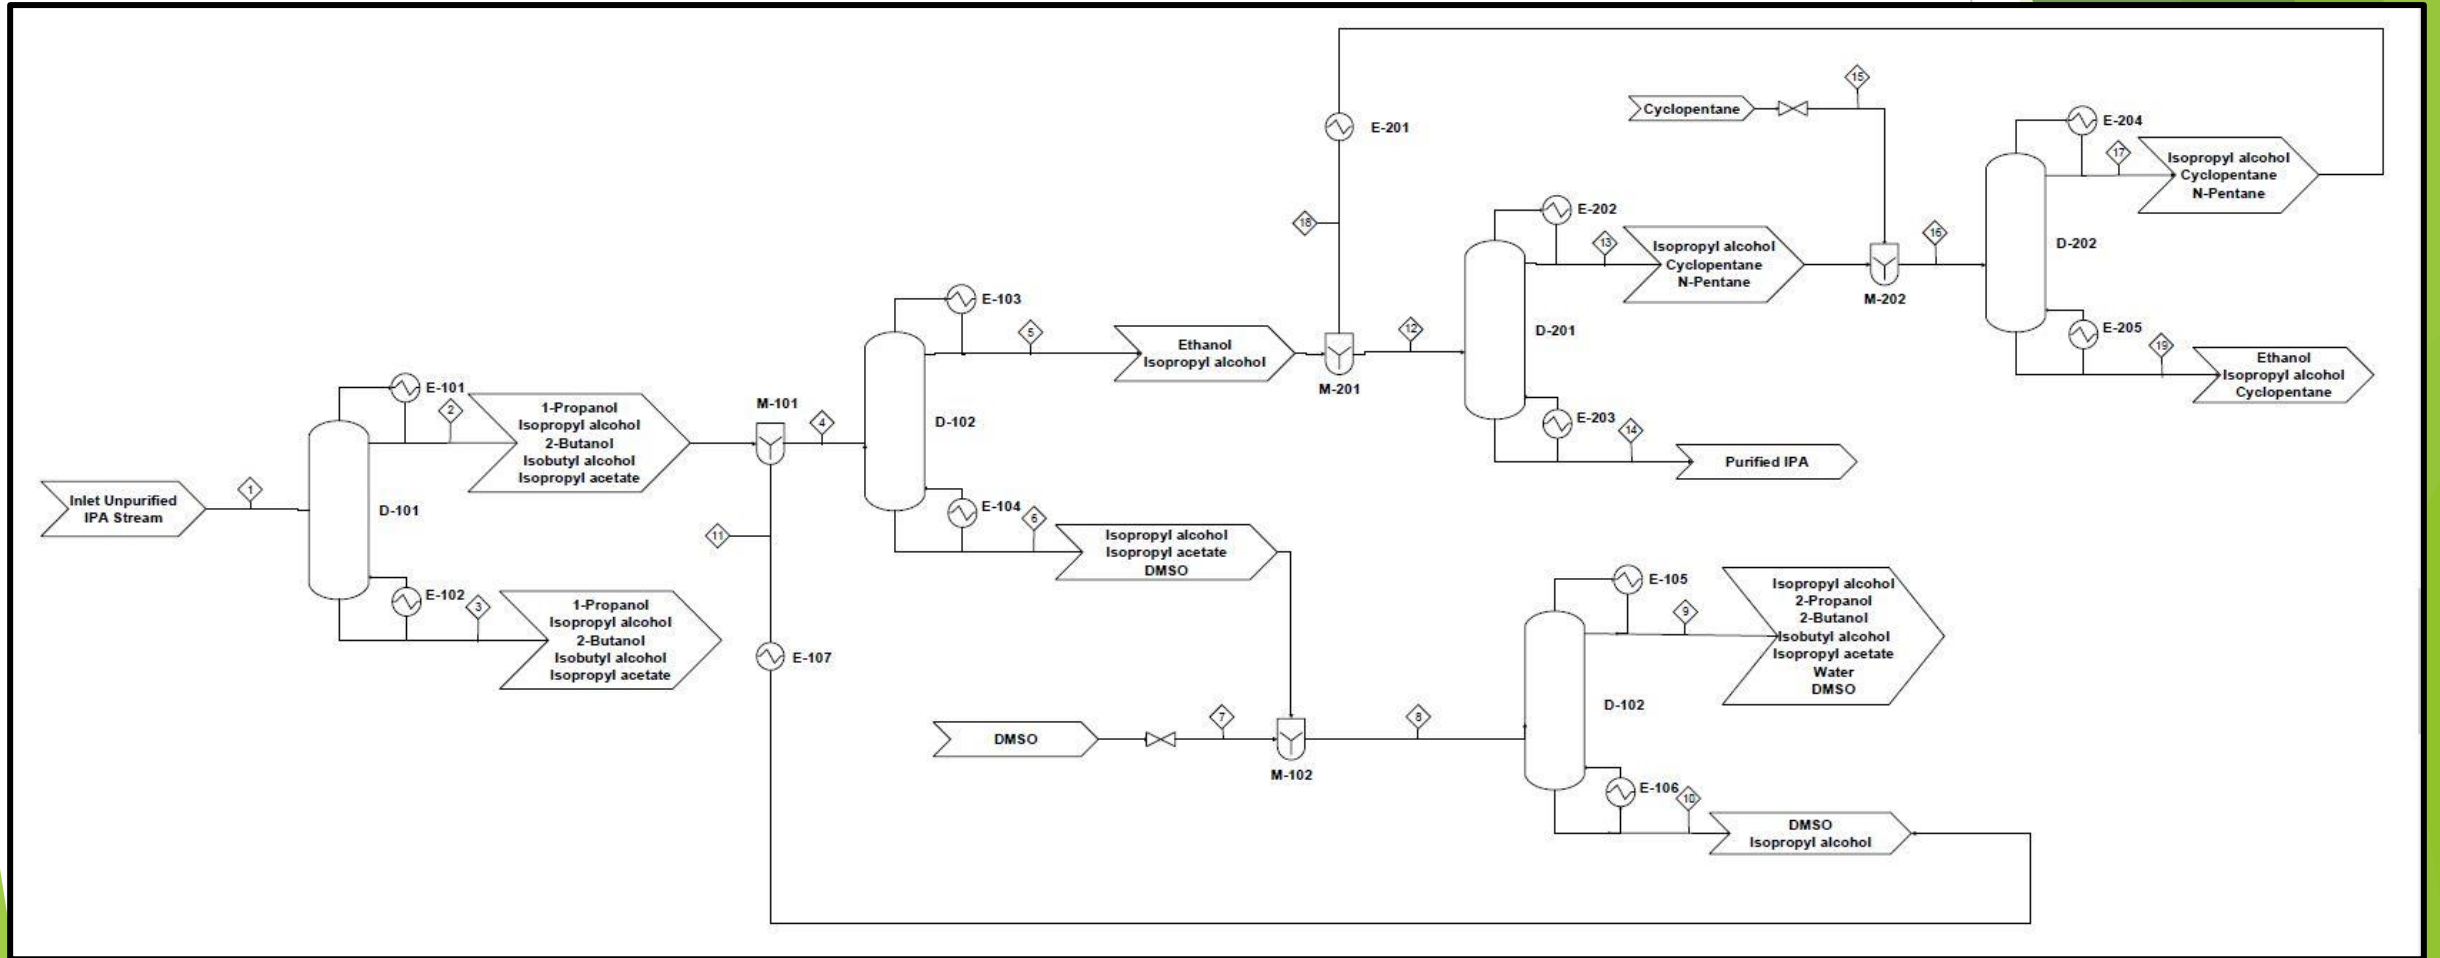 Inlet Unpurified
IPA Stream
1
D-101
E-101
2
1-Propanol
Isopropyl alcohol
2-Butanol
Isobutyl alcohol
Isopropyl acetate
E-102
3
1-Propanol
Isopropyl alcohol
2-Butanol
Isobutyl alcohol
Isopropyl acetate
M-101
4
11
E-107
D-102
E-103
5
Ethanol
Isopropyl alcohol
E-104
6
Isopropyl alcohol
Isopropyl acetate
DMSO
DMSO
7
M-102
8
D-102
E-105
9
Isopropyl alcohol
2-Propanol
2-Butanol
Isobutyl alcohol
Isopropyl acetate
Water
DMSO
E-106
10
DMSO
Isopropyl alcohol
E-201
18
M-201
12
D-201
E-202
13
Isopropyl alcohol
Cyclopentane
N-Pentane
E-203
14
Purified IPA
Cyclopentane
15
M-202
16
D-202
E-204
17
Isopropyl alcohol
Cyclopentane
N-Pentane
E-205
19
Ethanol
Isopropyl alcohol
Cyclopentane